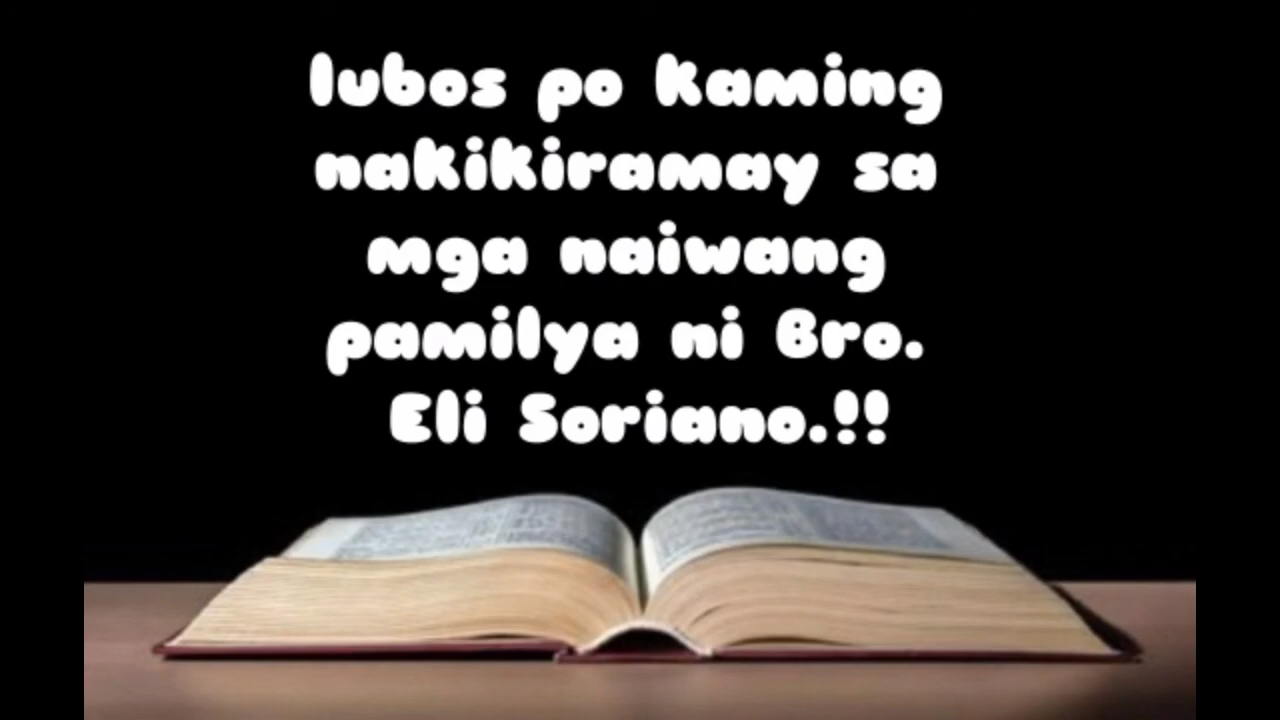 lubos po kaming
nakikiramay sa
mga naiwang
pamilya ni Bro.
Eli Soriano.!!